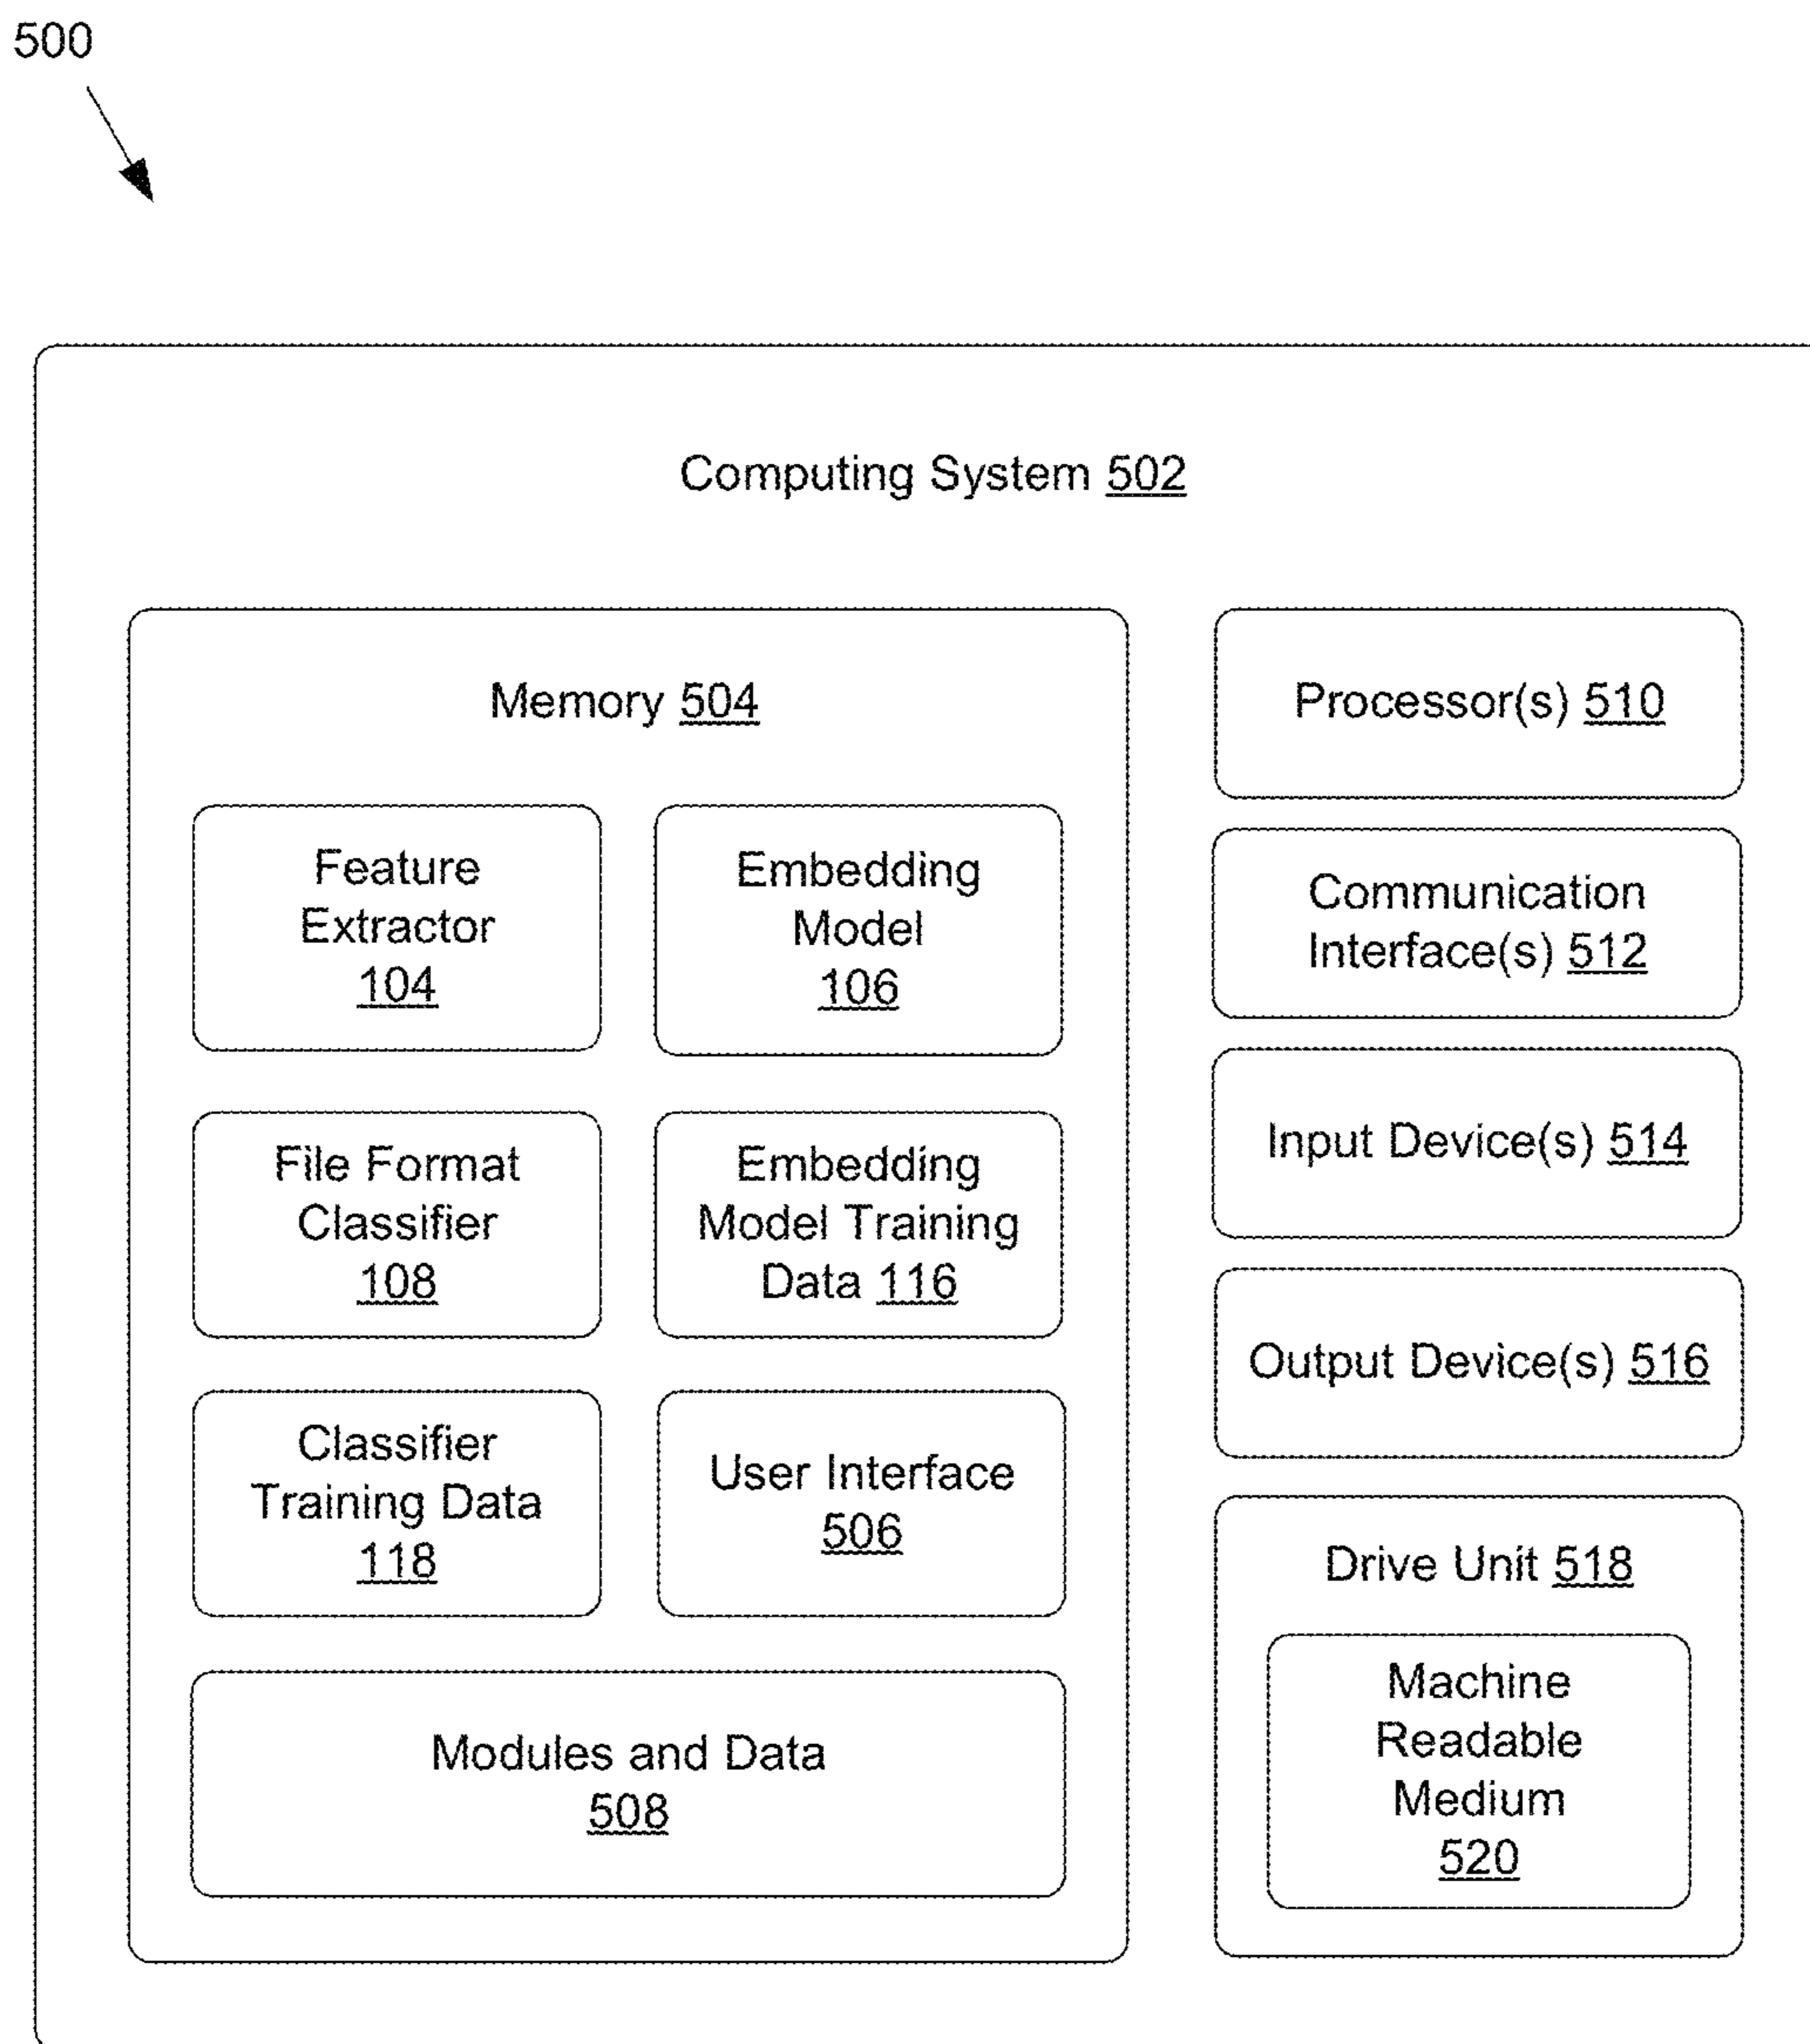 500
Computing System 502
Memory 504
Feature
Extractor
104
Embedding
Model
106
File Format
Classifier
108
Embedding
Model Training
Data 116
Classifier
Training Data
118
User Interface
506
Modules and Data
508
Processor(s) 510
Communication
Interface(s) 512
Input Device(s) 514
Output Device(s) 516
Drive Unit 518
Machine
Readable
Medium
520